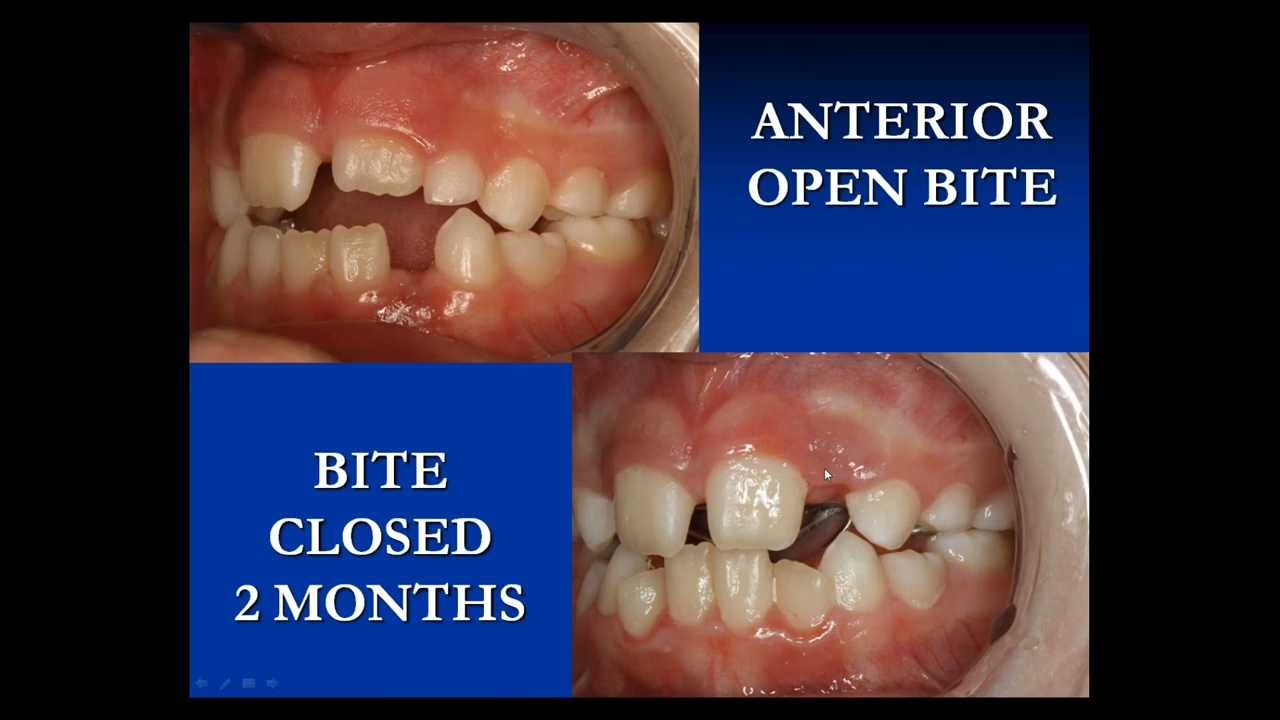 ANTERIOR
OPEN BITE
BITE
CLOSED
2 MONTHS